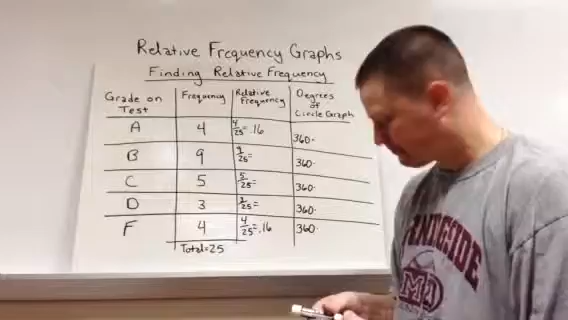 Relative Frequency Graphs
Finding Relative Frequency
Grade on Test Frequency Relative Frequency Degrees of Circle Graph
A 4 4/25 = .16 360·
B 9 9/25 = 360·
C 5 5/25 = 360·
D 3 3/25 = 360·
F 4 4/25 = .16 360·
Total=25
RNINGSIDE
M